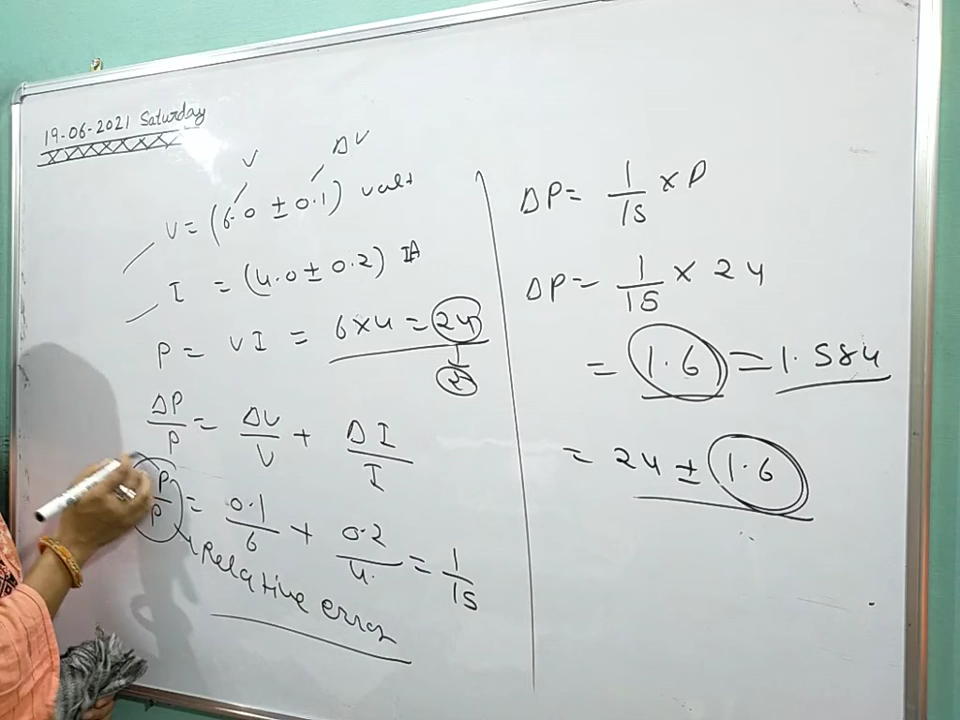 19-06-2021 Saturday
V ΔV
V = (6.0 ± 0.1) volt
I = (4.0 ± 0.2) A
P = VI = 6×4 = 24
ΔP/P = ΔV/V + ΔI/I
P/P = 0.1/6 + 0.2/4. = 1/15
Relative error
ΔP = 1/15 × P
ΔP = 1/15 × 24
= 1.6 = 1.584
= 24 ± 1.6